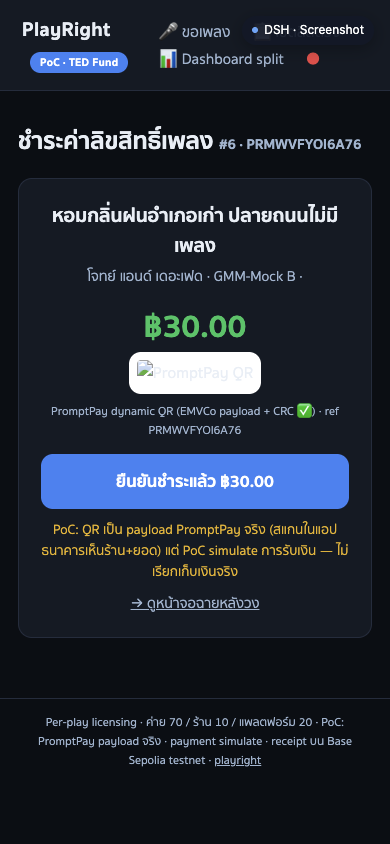 PlayRight
🎤 ขอเพลง
DSH · Screenshot
PoC · TED Fund
📊 Dashboard split
ชำระค่าลิขสิทธิ์เพลง #6 · PRMWVFYOI6A76
หอมกลิ่นฝนอำเภอเก่า ปลายถนนไม่มี
เพลง
โจทย์ แอนด์ เดอะเฟด · GMM-Mock B ·
฿30.00
PromptPay QR
PromptPay dynamic QR (EMVCo payload + CRC ✅) · ref
PRMWVFYOI6A76
ยืนยันชำระแล้ว ฿30.00
PoC: QR เป็น payload PromptPay จริง (สแกนในแอป
ธนาคารเห็นร้าน+ยอด) แต่ PoC simulate การรับเงิน — ไม่
เรียกเก็บเงินจริง
→ ดูหน้าจอฉายหลังวง
Per-play licensing · ค่าย 70 / ร้าน 10 / แพลตฟอร์ม 20 · PoC:
PromptPay payload จริง · payment simulate · receipt บน Base
Sepolia testnet · playright